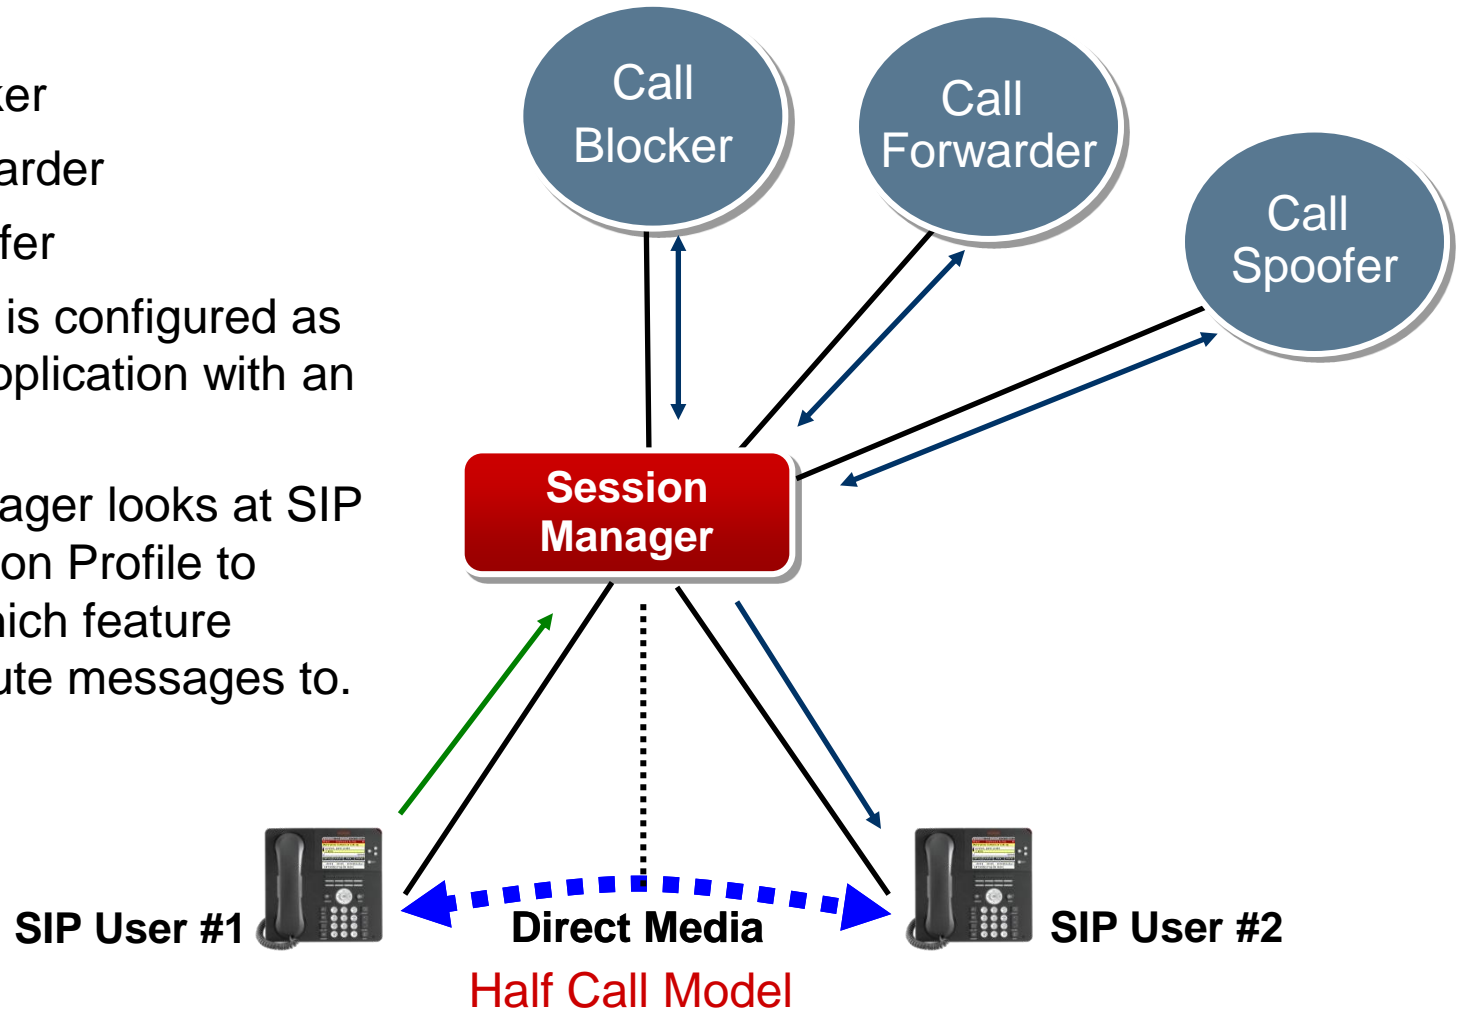 ker
arder
fer
is configured as
oplication with an
ager looks at SIP
on Profile to
nich feature
ute messages to.
Call
Blocker
Call
Forwarder
Call
Spoofer
Session
Manager
SIP User #1
Direct Media
SIP User #2
Half Call Model